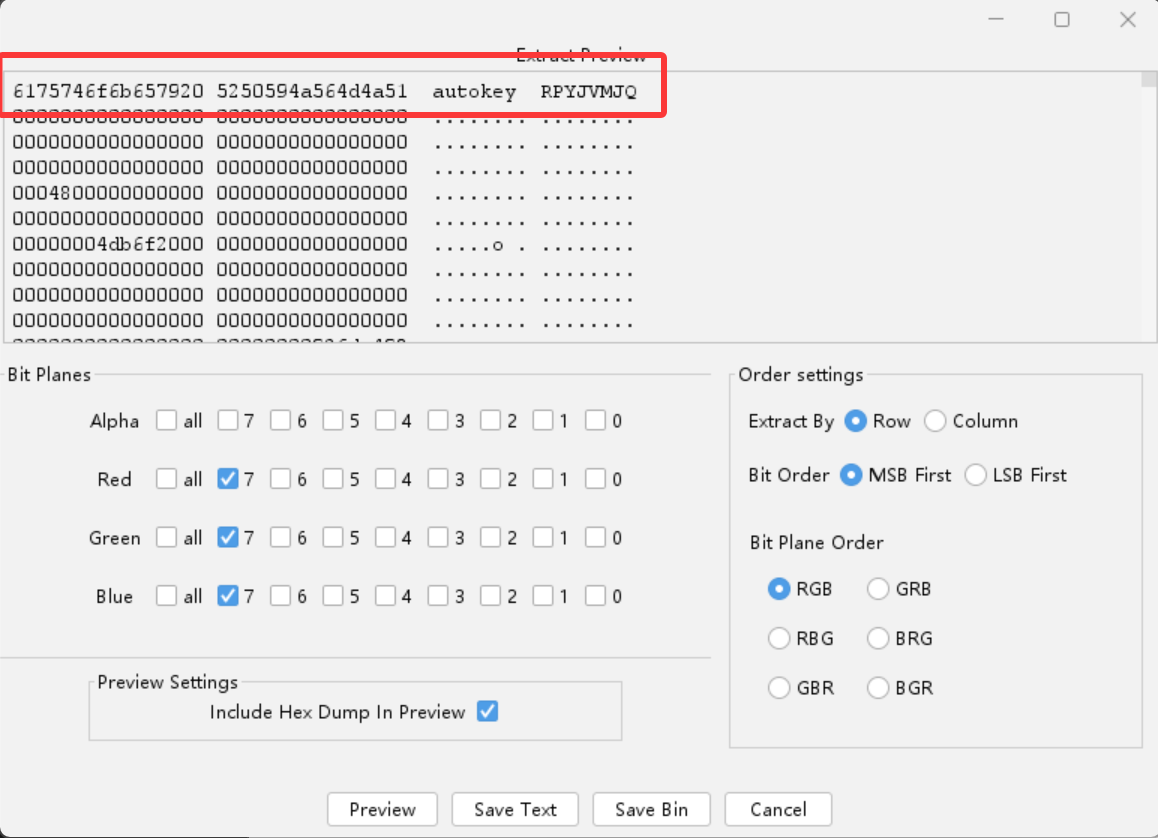 Extract Preview
6175746f6b657920 5250594a564d4a51 autokey RPYJVMJQ
0000000000000000 0000000000000000 ........ ........
0000000000000000 0000000000000000 ........ ........
0000000000000000 0000000000000000 ........ ........
0004800000000000 0000000000000000 ........ ........
0000000000000000 0000000000000000 ........ ........
00000004db6f2000 0000000000000000 .....o . ........
0000000000000000 0000000000000000 ........ ........
0000000000000000 0000000000000000 ........ ........
0000000000000000 0000000000000000 ........ ........
Bit Planes
Alpha all 7 6 5 4 3 2 1 0
Red all 7 6 5 4 3 2 1 0
Green all 7 6 5 4 3 2 1 0
Blue all 7 6 5 4 3 2 1 0
Preview Settings
Include Hex Dump In Preview
Order settings
Extract By Row Column
Bit Order MSB First LSB First
Bit Plane Order
RGB GRB
RBG BRG
GBR BGR
Preview Save Text Save Bin Cancel